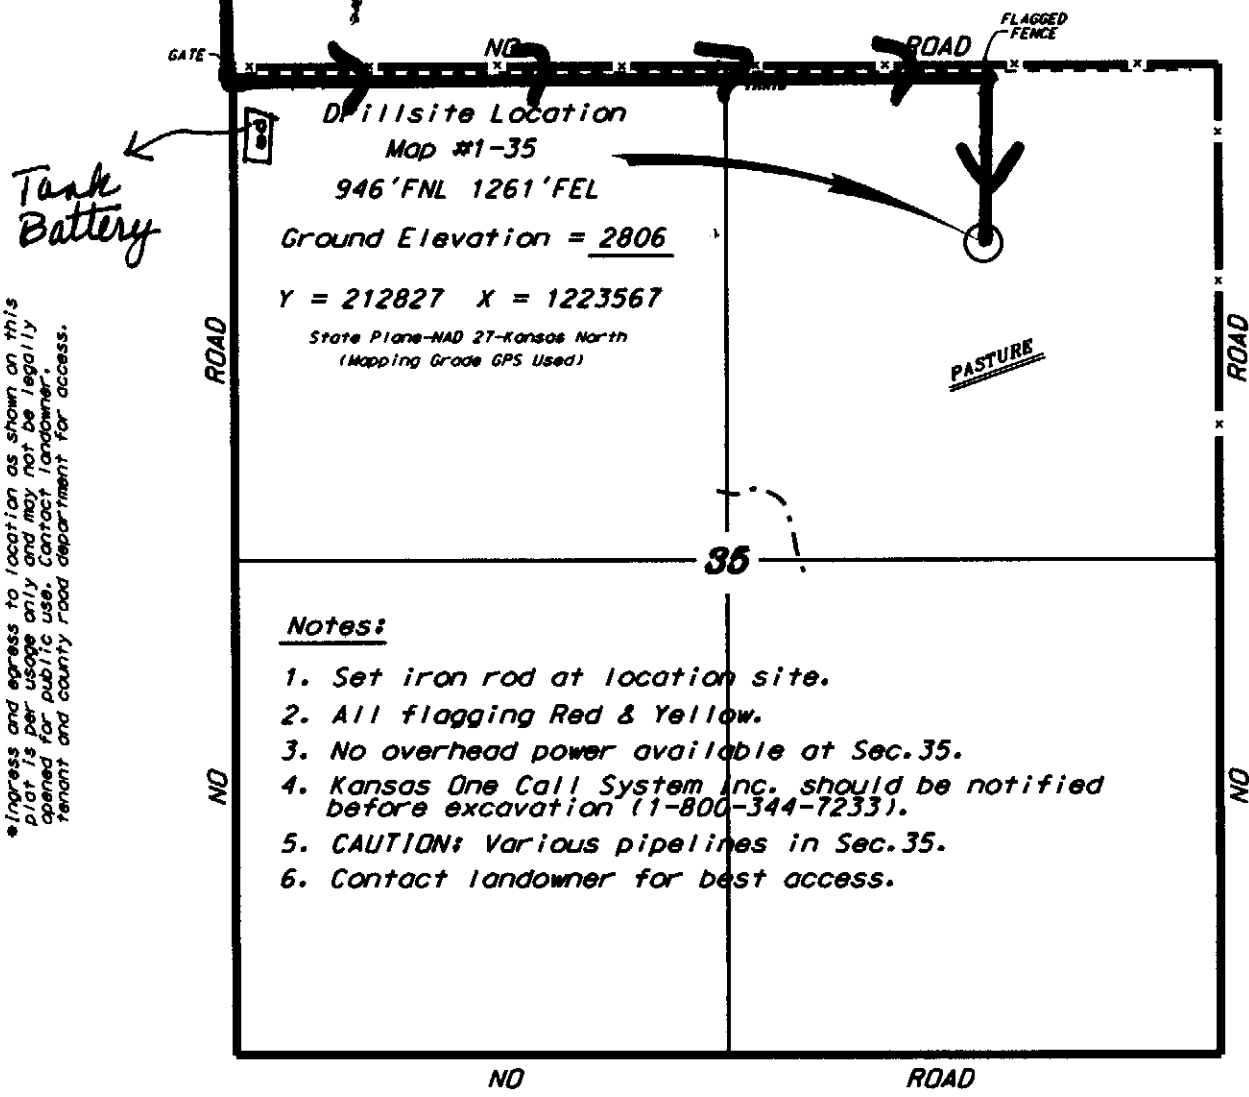 FLAGGED
FENCE
GATE
NO ROAD
Drillsite Location
Map #1-35
946'FNL 1261'FEL
Ground Elevation = 2806
Y = 212827 X = 1223567
State Plane-NAD 27-Kansas North
(Mapping Grade GPS Used)
Tank
Battery
PASTURE
ROAD
ROAD
*Ingress and egress to location as shown on this
plat is per usage only and may not be legally
opened for public use. Contact landowner,
tenant and county road department for access.
35
Notes:
1. Set iron rod at location site.
2. All flagging Red & Yellow.
3. No overhead power available at Sec.35.
4. Kansas One Call System Inc. should be notified
before excavation (1-800-344-7233).
5. CAUTION: Various pipelines in Sec.35.
6. Contact landowner for best access.
NO
NO
NO ROAD